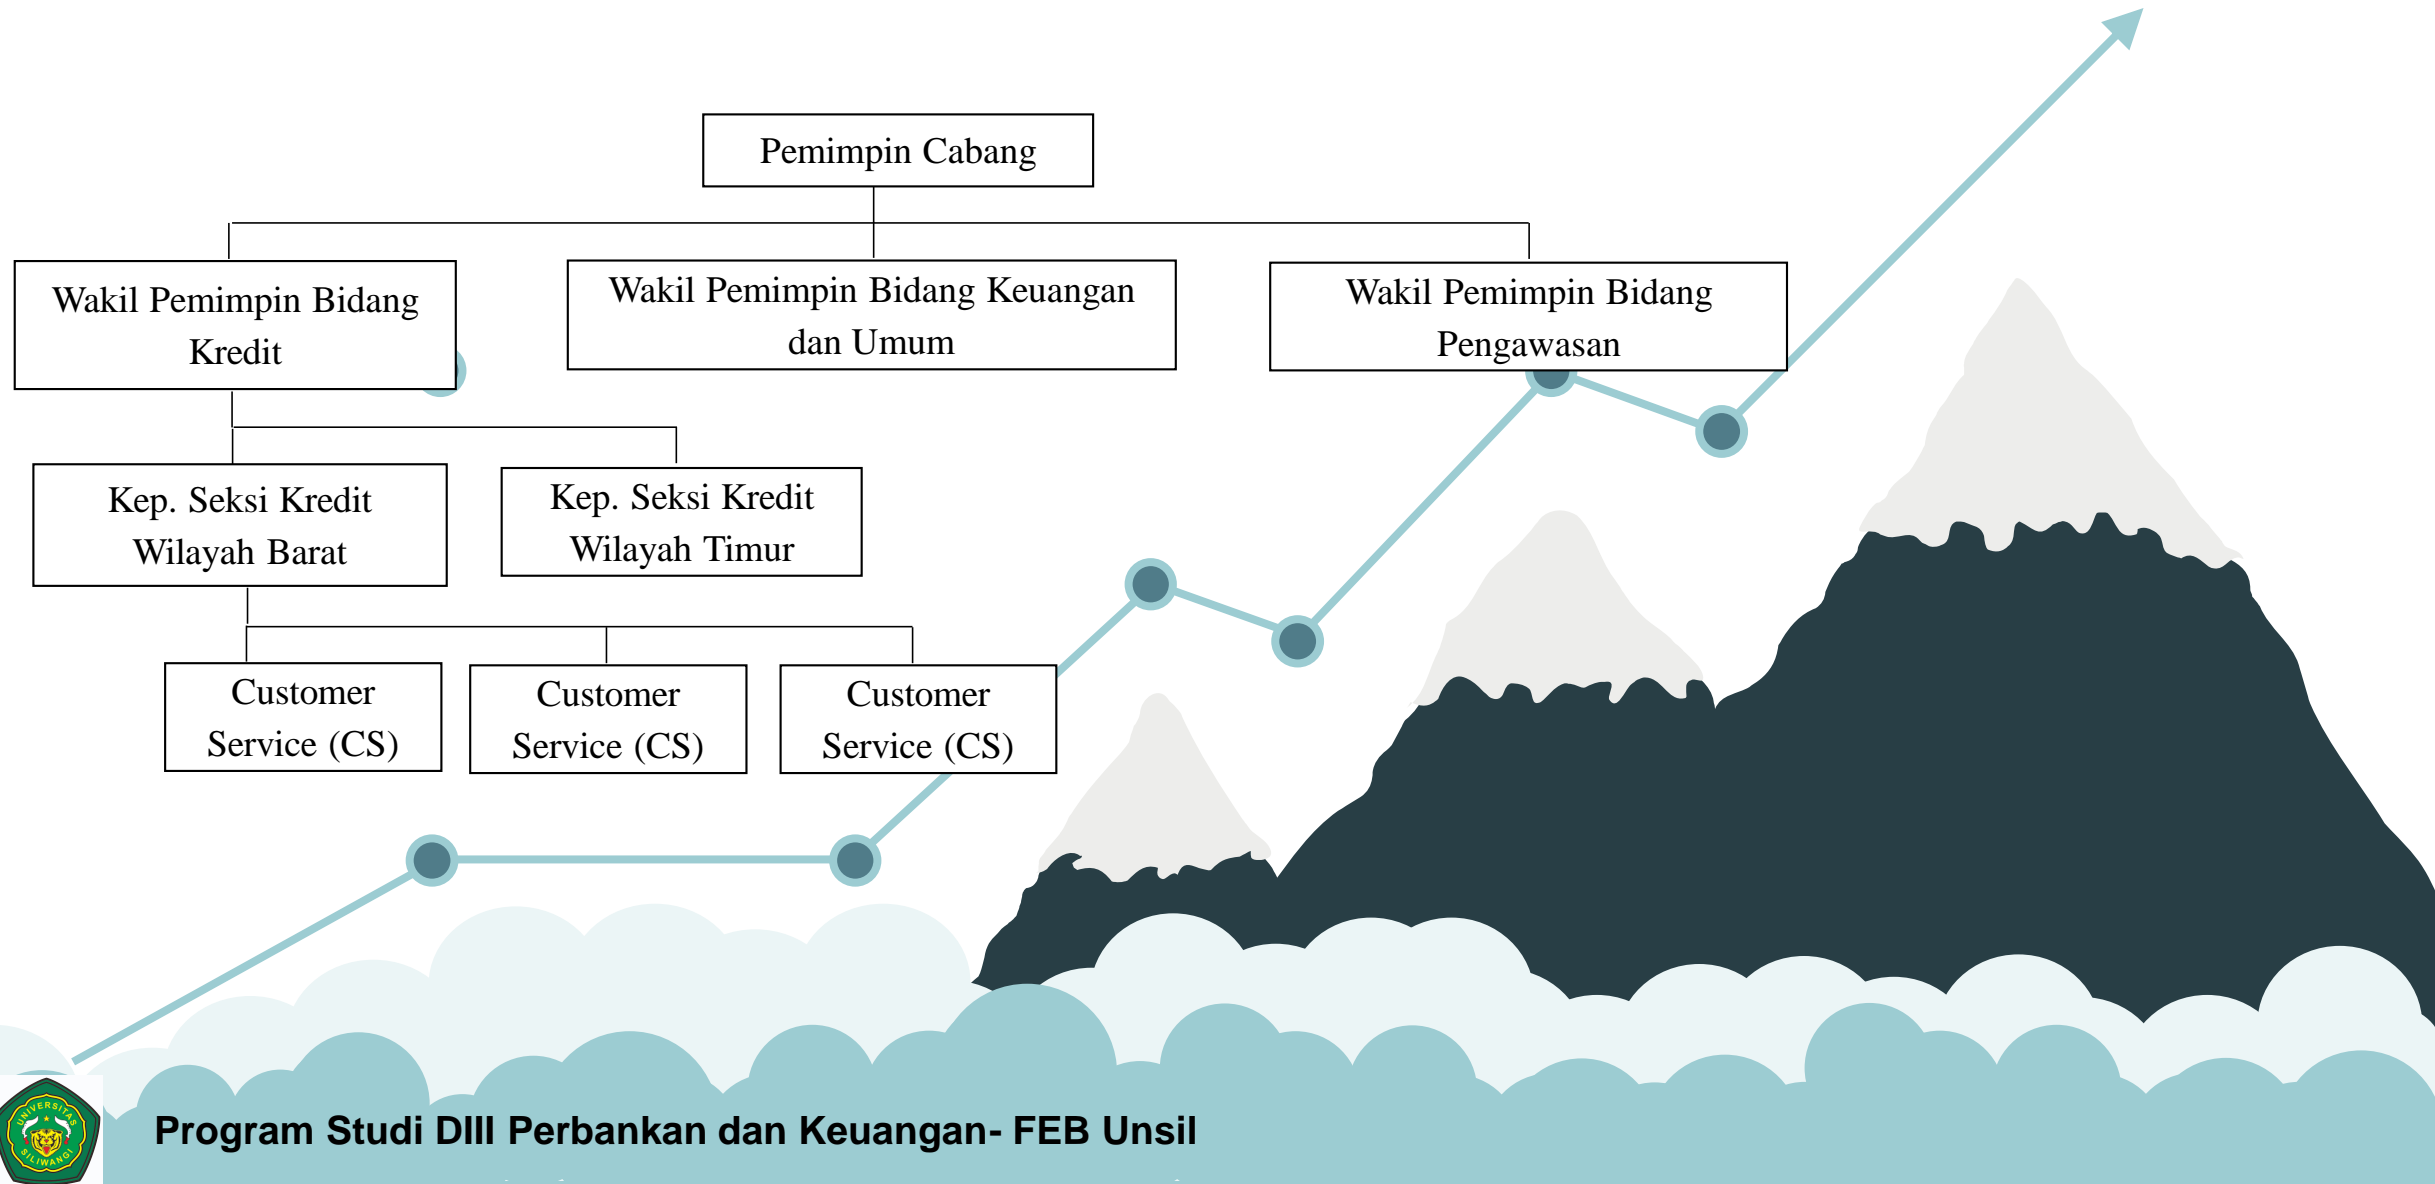 Pemimpin Cabang
Wakil Pemimpin Bidang
Kredit
Wakil Pemimpin Bidang Keuangan
dan Umum
Wakil Pemimpin Bidang
Pengawasan
Kep. Seksi Kredit
Wilayah Barat
Kep. Seksi Kredit
Wilayah Timur
Customer
Service (CS)
Customer
Service (CS)
Customer
Service (CS)
UNIVERSITAS
SILIWANGI
Program Studi DIII Perbankan dan Keuangan- FEB Unsil